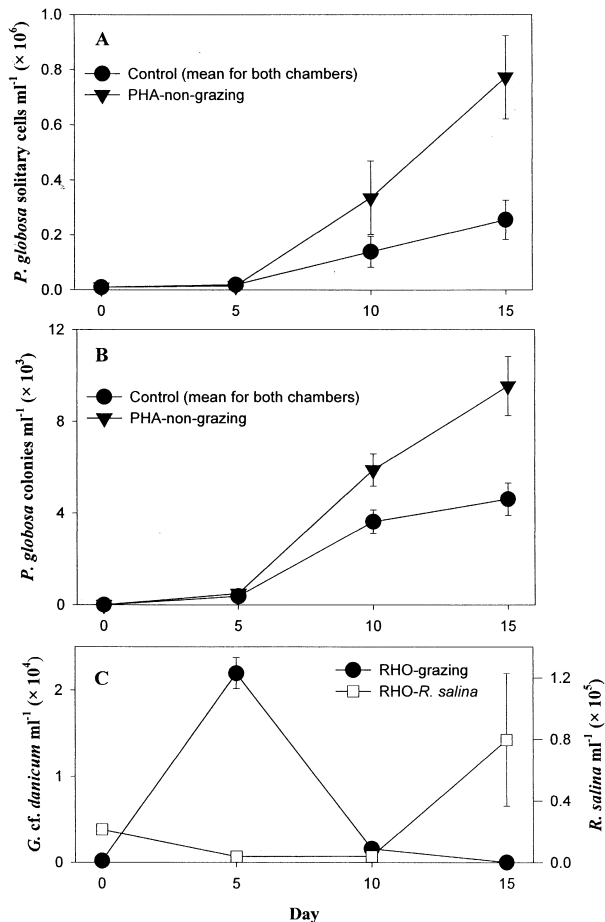 A
Control (mean for both chambers)
PHA-non-grazing
P. globosa solitary cells ml⁻¹ (× 10⁶)
1.0
0.8
0.6
0.4
0.2
0.0
0 5 10 15
B
Control (mean for both chambers)
PHA-non-grazing
P. globosa colonies ml⁻¹ (× 10³)
12
8
4
0
0 5 10 15
C
RHO-grazing
RHO-R. salina
G. cf. danicum ml⁻¹ (× 10⁴)
2
1
0
R. salina ml⁻¹ (× 10⁵)
1.2
0.8
0.4
0.0
0 5 10 15
Day